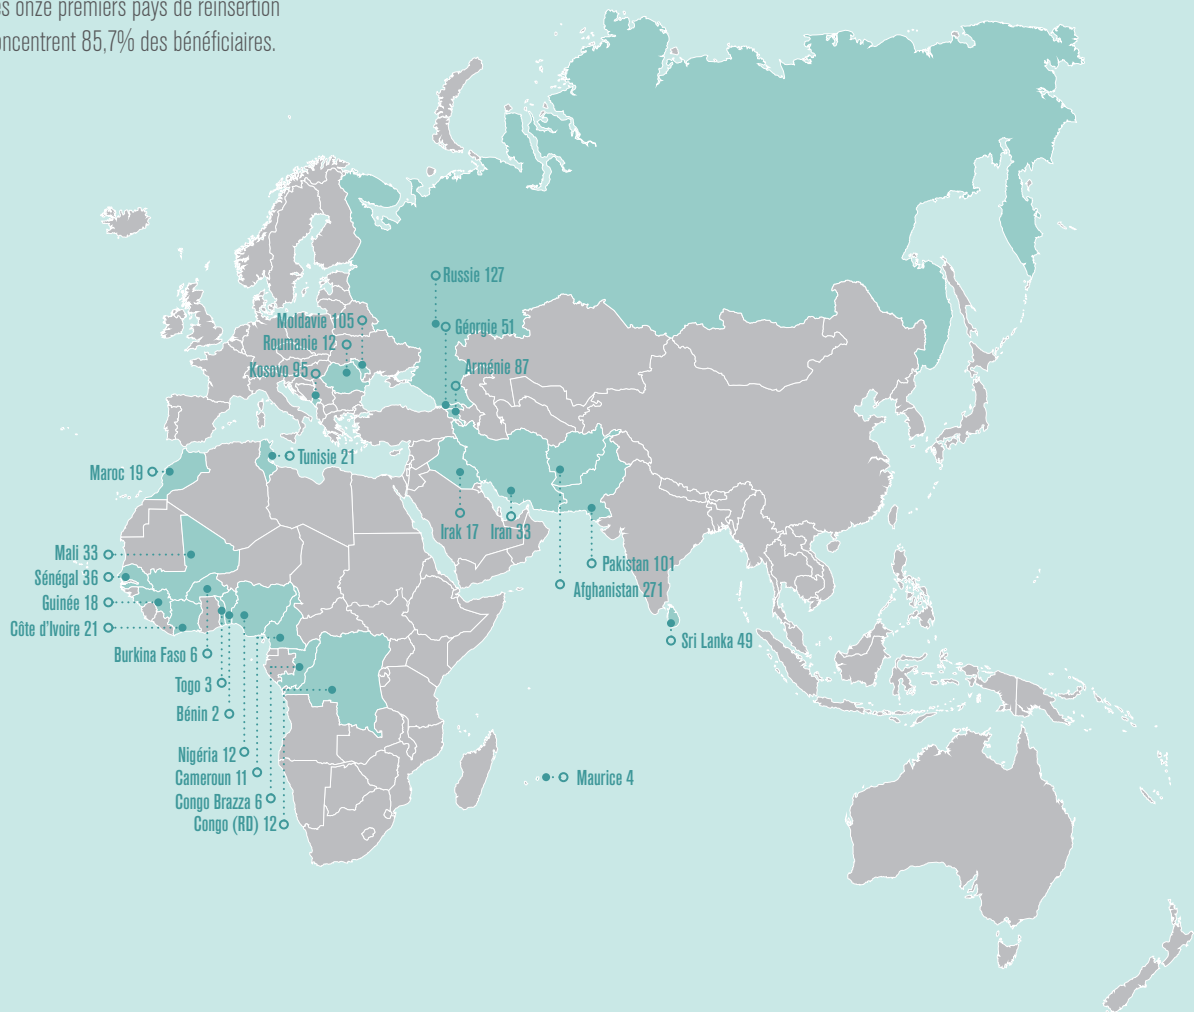 es onze premiers pays de réinsertion
oncentrent 85,7% des bénéficiaires.
Russie 127
Moldavie 105
Géorgie 51
Roumanie 12
Kosovo 95
Arménie 87
Tunisie 21
Maroc 19
Irak 17
Iran 33
Mali 33
Pakistan 101
Sénégal 36
Afghanistan 271
Guinée 18
Côte d'Ivoire 21
Sri Lanka 49
Burkina Faso 6
Togo 3
Bénin 2
Nigéria 12
Cameroun 11
Maurice 4
Congo Brazza 6
Congo (RD) 12